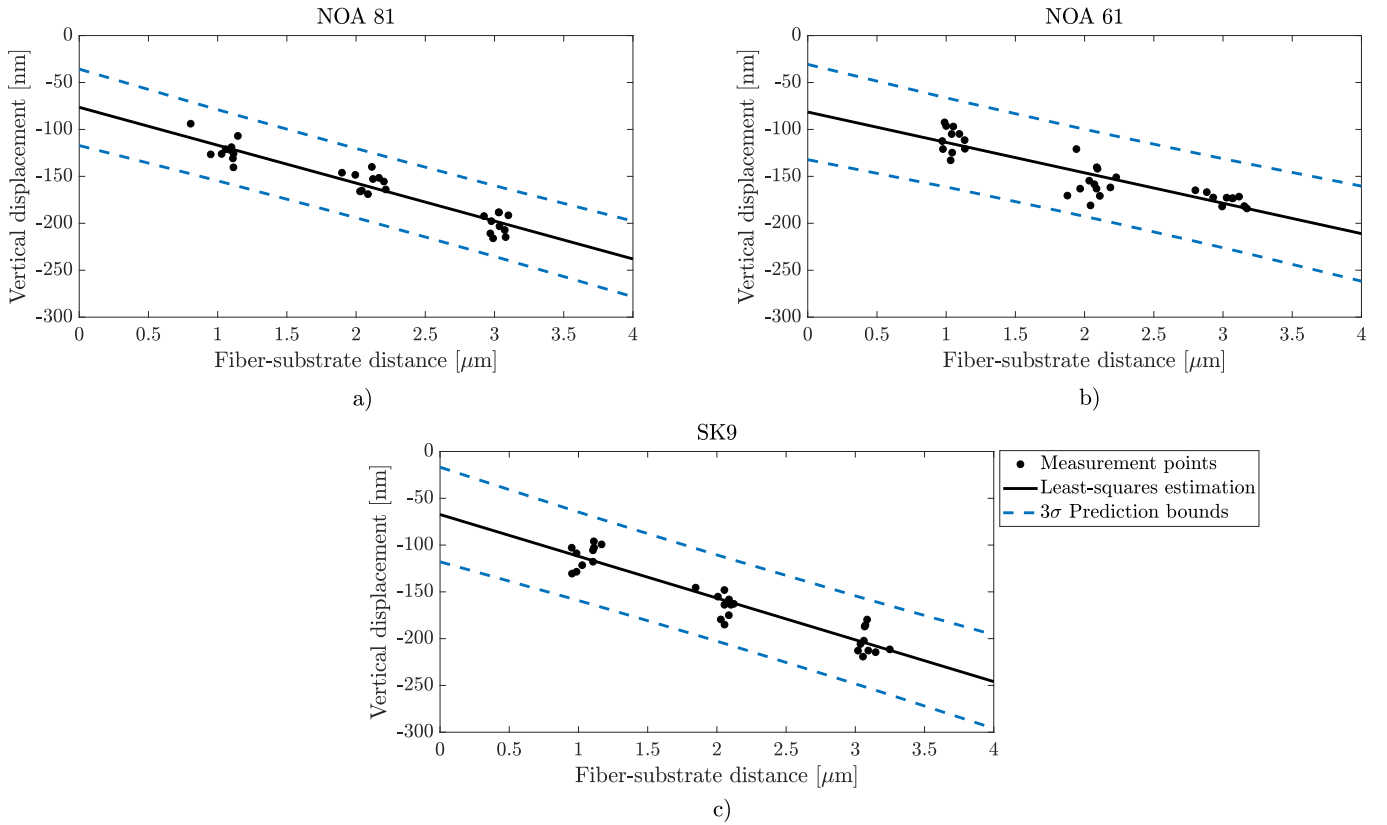 NOA 81
0
-50
-100
-150
-200
-250
-300
Vertical displacement [nm]
0 0.5 1 1.5 2 2.5 3 3.5 4
Fiber-substrate distance [μm]
a)
NOA 61
0
-50
-100
-150
-200
-250
-300
Vertical displacement [nm]
0 0.5 1 1.5 2 2.5 3 3.5 4
Fiber-substrate distance [μm]
b)
SK9
0
-50
-100
-150
-200
-250
-300
Vertical displacement [nm]
0 0.5 1 1.5 2 2.5 3 3.5 4
Fiber-substrate distance [μm]
c)
Measurement points
Least-squares estimation
3σ Prediction bounds